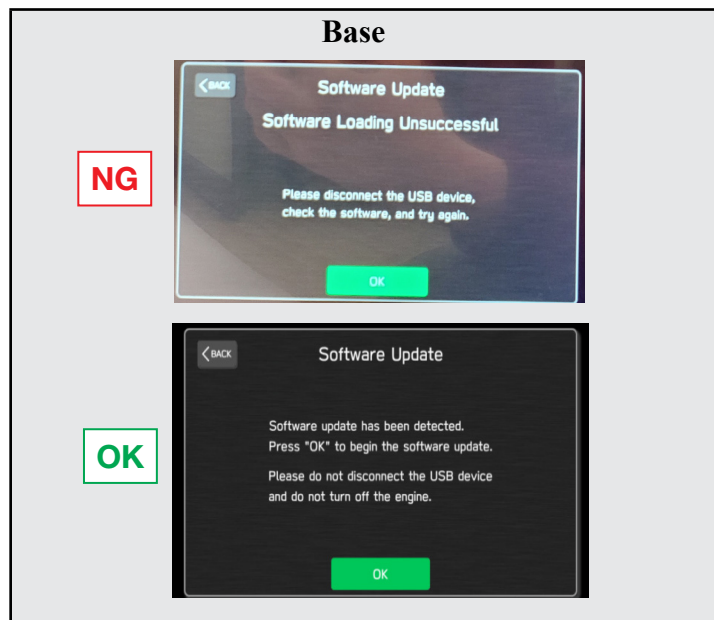 Base
NG
BACK
Software Update
Software Loading Unsuccessful
Please disconnect the USB device,
check the software, and try again.
OK
OK
BACK
Software Update
Software update has been detected.
Press "OK" to begin the software update.
Please do not disconnect the USB device
and do not turn off the engine.
OK